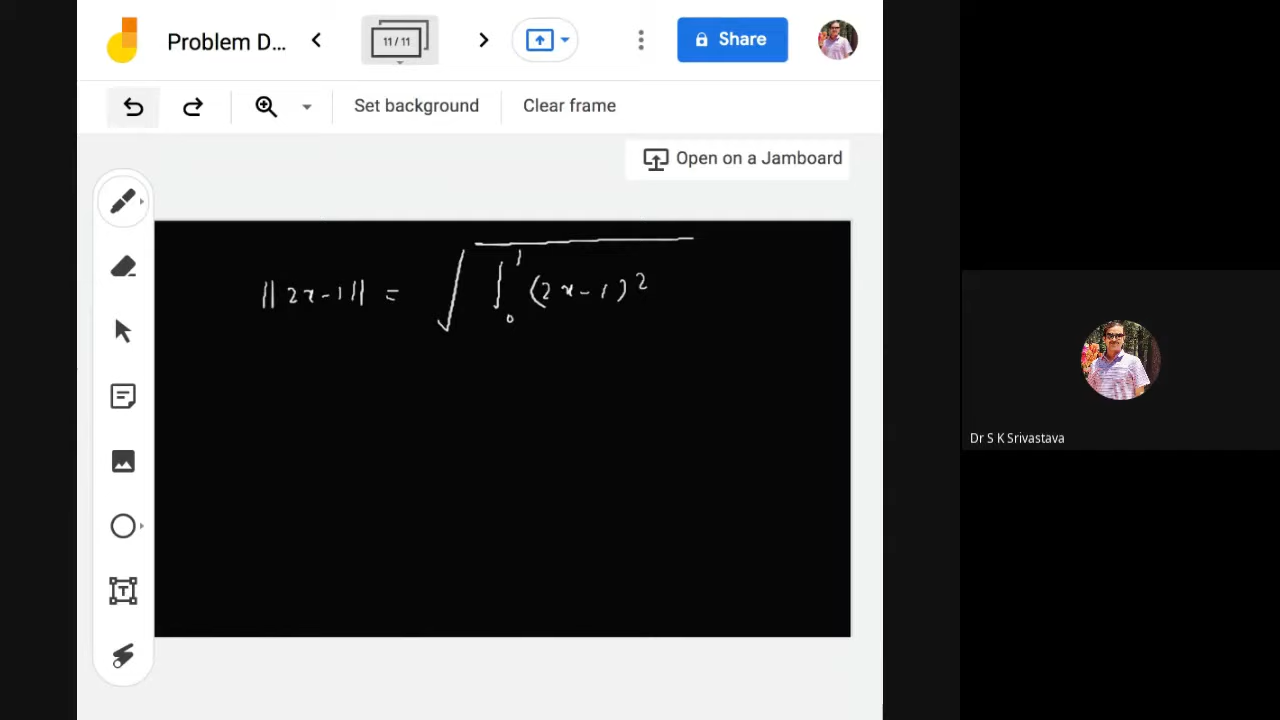 Problem D...
11 / 11
Share
Set background
Clear frame
Open on a Jamboard
||2x-1|| = √∫₀¹ (2x-1)²
T
Dr S K Srivastava